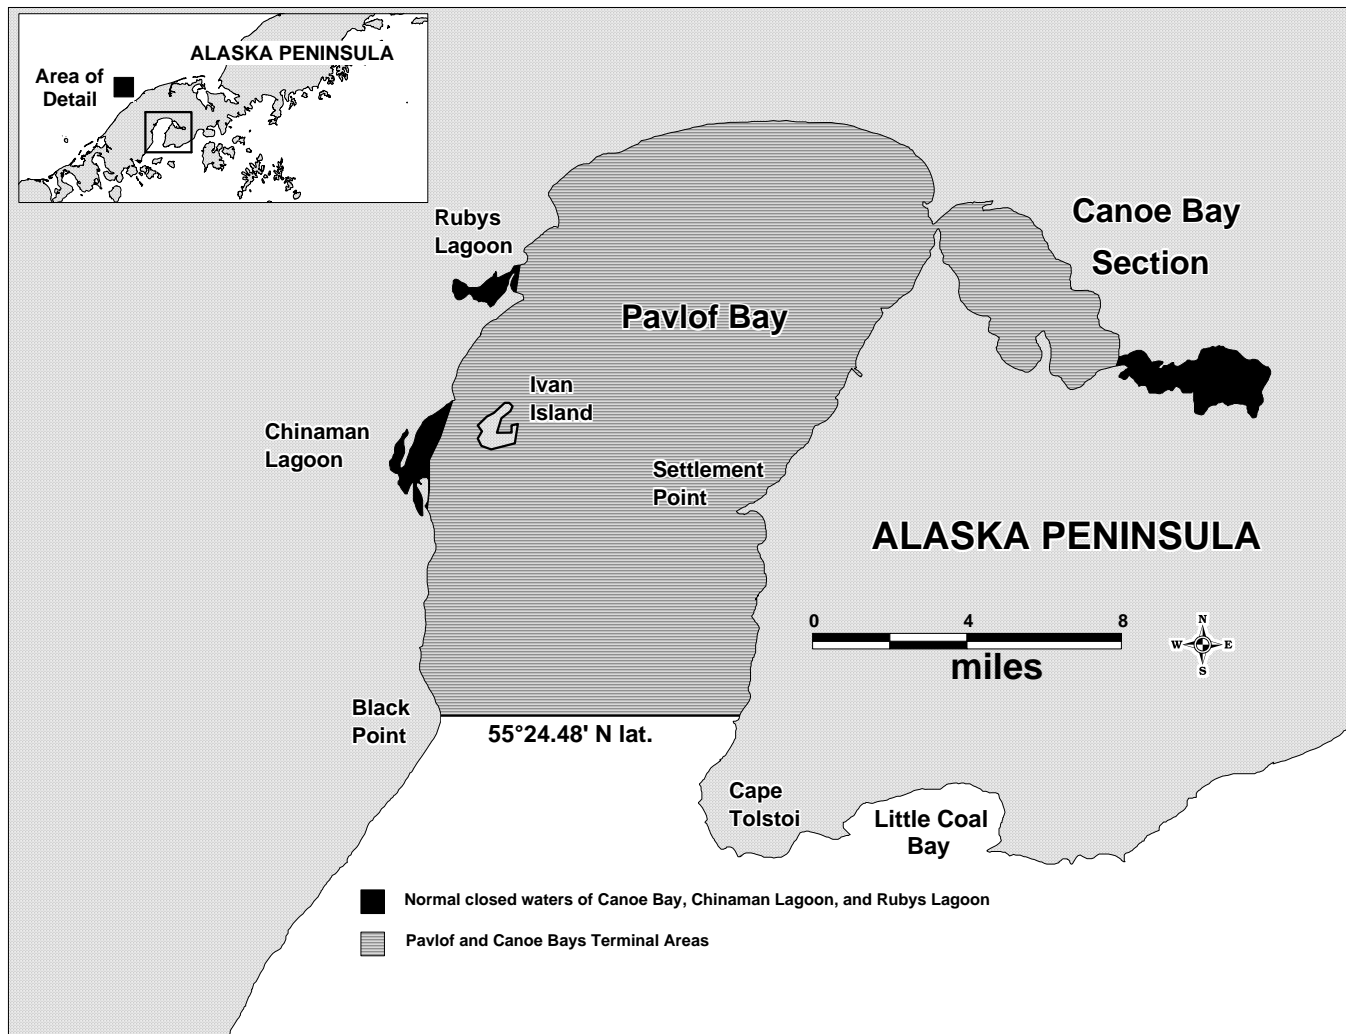 ALASKA PENINSULA
Area of
Detail
Rubys
Lagoon
Canoe Bay
Section
Pavlof Bay
Ivan
Island
Chinaman
Lagoon
Settlement
Point
ALASKA PENINSULA
0 4 8
miles
N
W E
S
Black
Point
55°24.48' N lat.
Cape
Tolstoi
Little Coal
Bay
Normal closed waters of Canoe Bay, Chinaman Lagoon, and Rubys Lagoon
Pavlof and Canoe Bays Terminal Areas